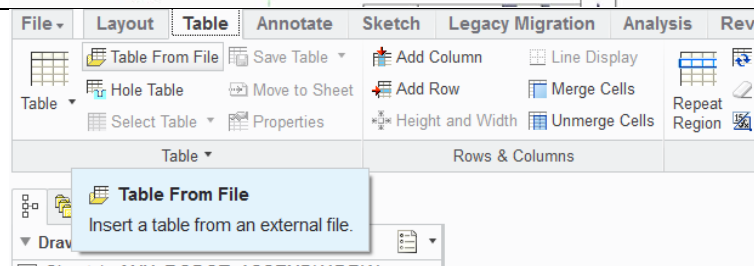 File Layout Table Annotate Sketch Legacy Migration Analysis Rev
Table From File Save Table Add Column Line Display
Hole Table Move to Sheet Add Row Merge Cells
Table Select Table Properties Height and Width Unmerge Cells Repeat Region
Table Rows & Columns
Table From File
Insert a table from an external file.
Draw